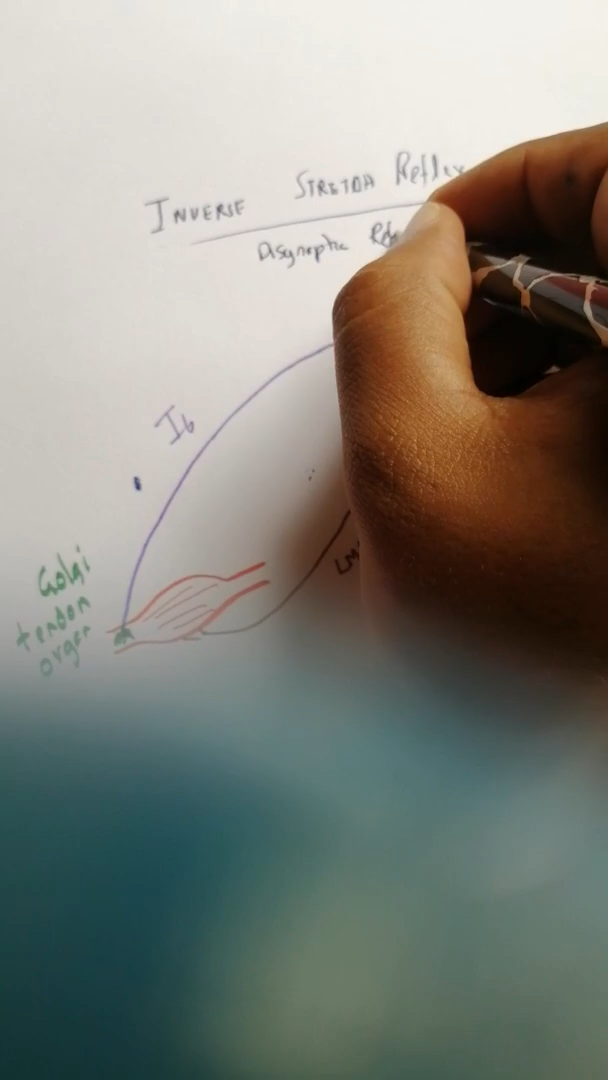 INVERSE STRETCH Reflex
Disynaptic
Ib
Golgi
tendon
organ